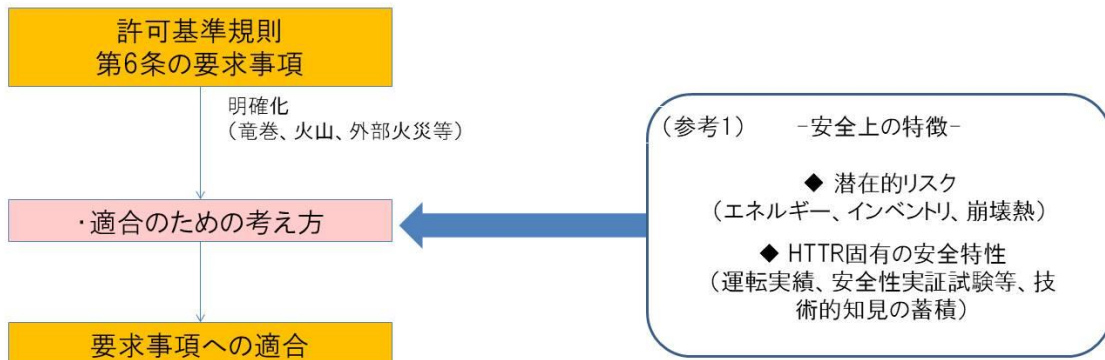 許可基準規則
第6条の要求事項
明確化
（竜巻、火山、外部火災等）
・適合のための考え方
要求事項への適合
（参考1）　－安全上の特徴－
◆ 潜在的リスク
（エネルギー、インベントリ、崩壊熱）
◆ HTTR固有の安全特性
（運転実績、安全性実証試験等、技
術的知見の蓄積）